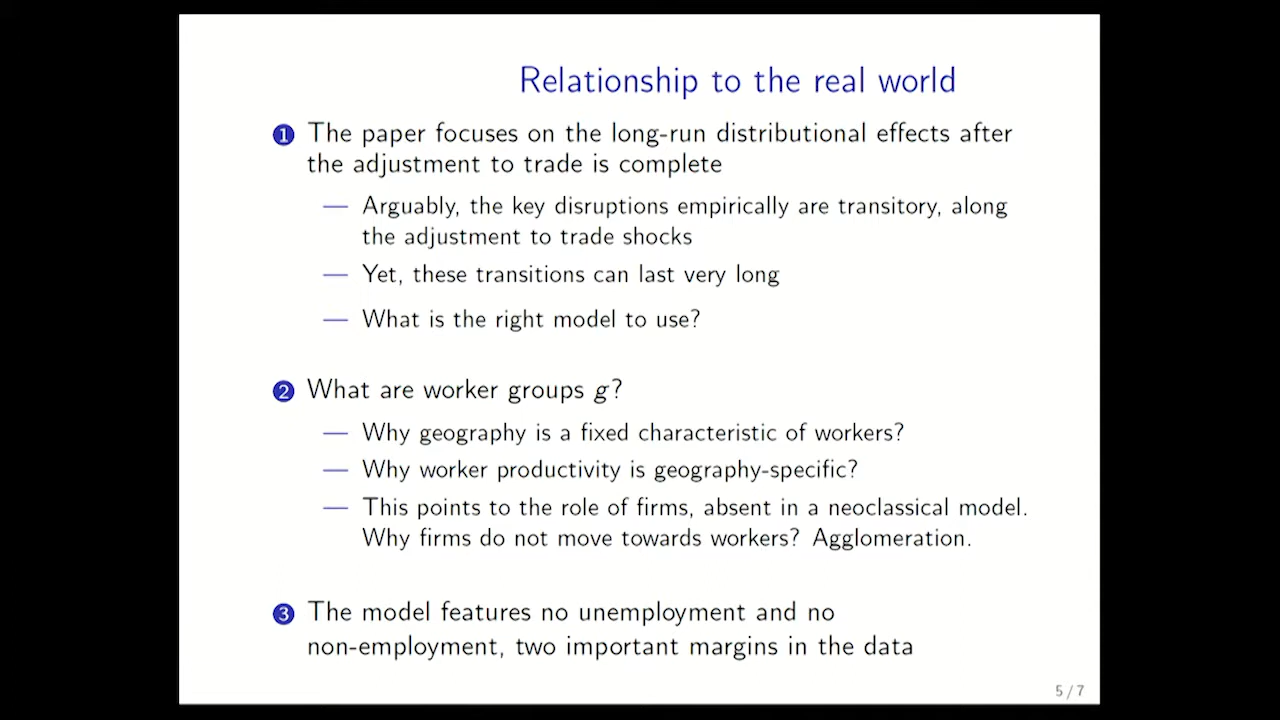 Relationship to the real world
1 The paper focuses on the long-run distributional effects after
the adjustment to trade is complete
— Arguably, the key disruptions empirically are transitory, along
the adjustment to trade shocks
— Yet, these transitions can last very long
— What is the right model to use?
2 What are worker groups g?
— Why geography is a fixed characteristic of workers?
— Why worker productivity is geography-specific?
— This points to the role of firms, absent in a neoclassical model.
Why firms do not move towards workers? Agglomeration.
3 The model features no unemployment and no
non-employment, two important margins in the data
5 / 7